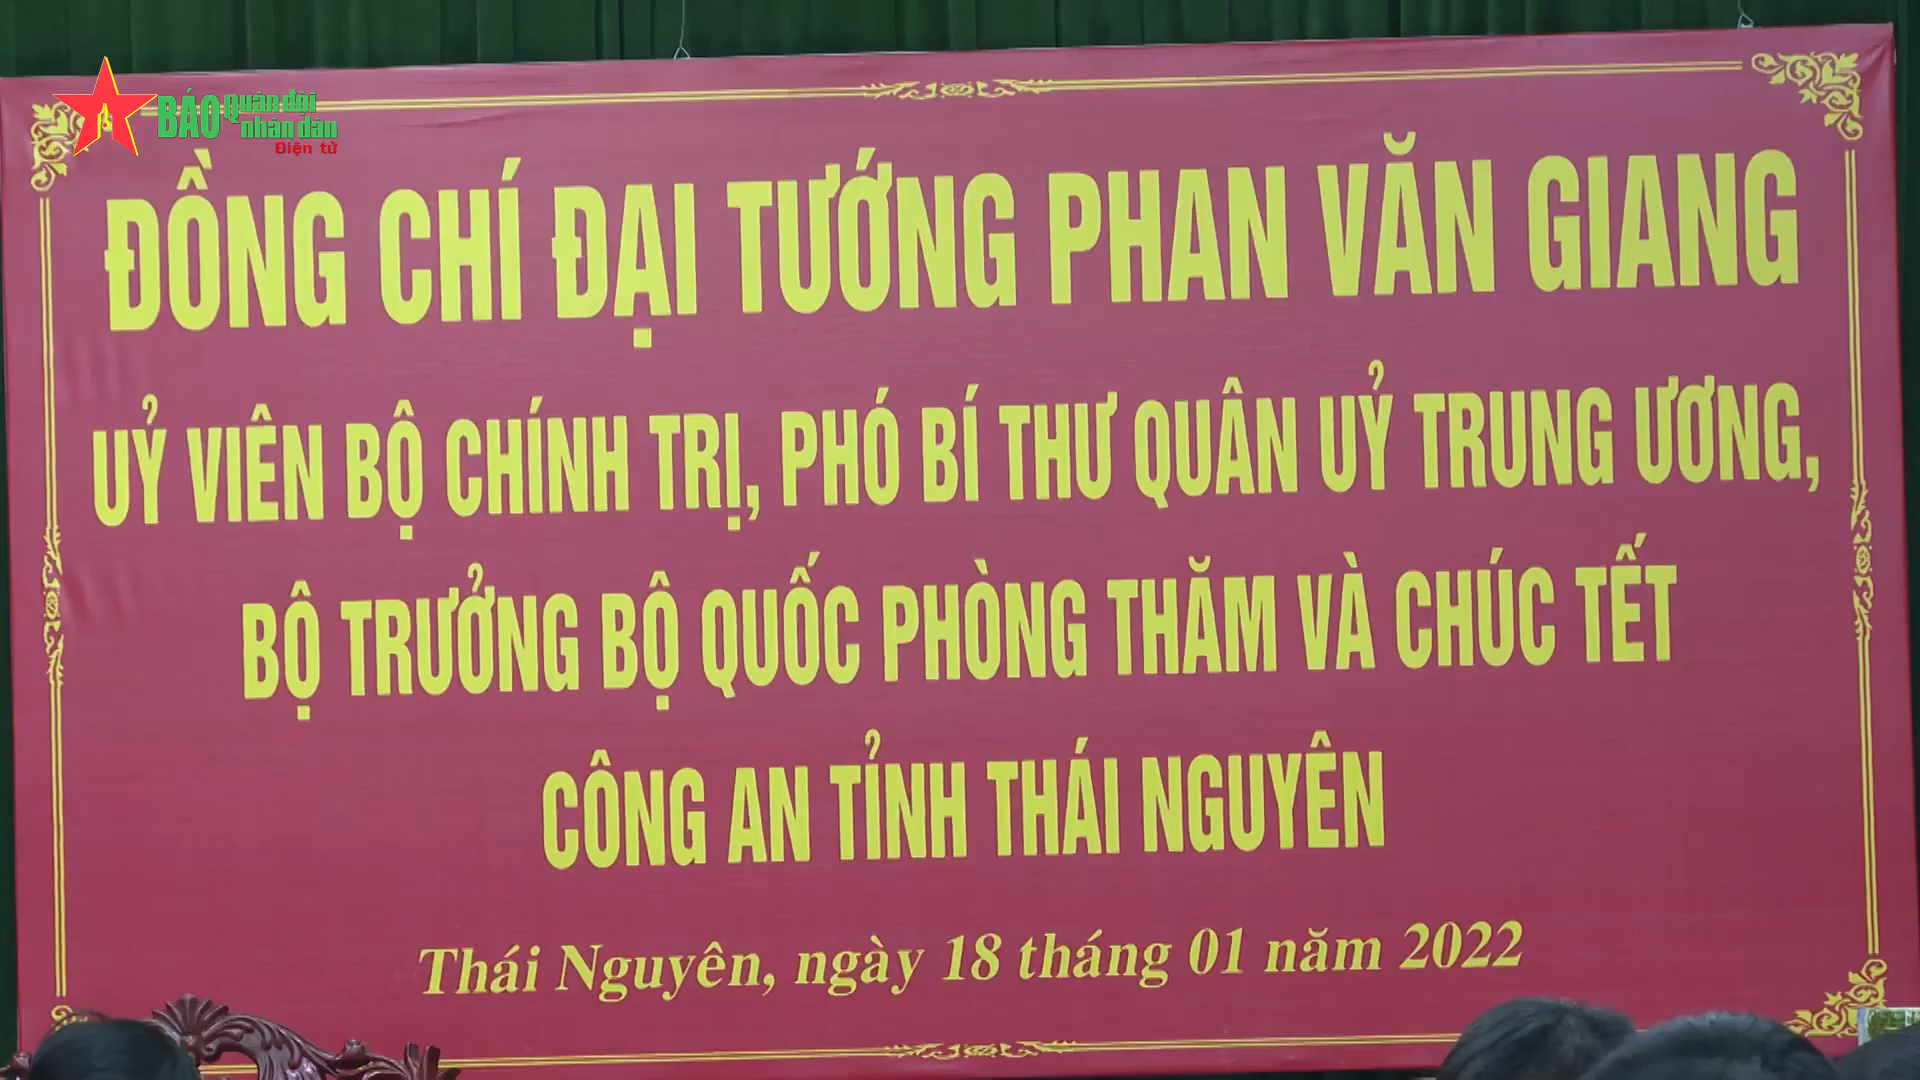 BÁO Quân đội
nhân dân
Điện tử
ĐỒNG CHÍ ĐẠI TƯỚNG PHAN VĂN GIANG
UỶ VIÊN BỘ CHÍNH TRỊ, PHÓ BÍ THƯ QUÂN UỶ TRUNG ƯƠNG,
BỘ TRƯỞNG BỘ QUỐC PHÒNG THĂM VÀ CHÚC TẾT
CÔNG AN TỈNH THÁI NGUYÊN
Thái Nguyên, ngày 18 tháng 01 năm 2022